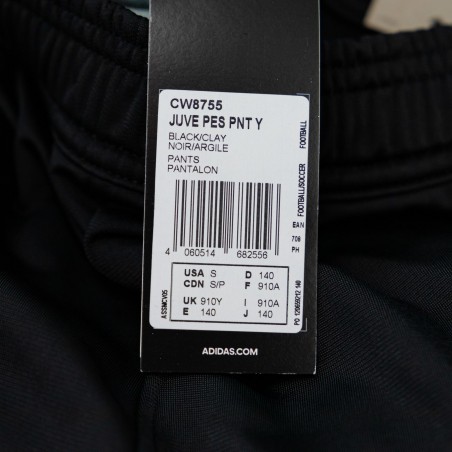 CW8755
JUVE PES PNT Y
BLACK/CLAY
NOIR/ARGILE
PANTS
PANTALON
4 060514 682556
USA S D 140
CDN S/P F 910A
UK 910Y I 910A
E 140 J 140
ASSMCV05
FOOTBALL/SOCCER FOOTBALL
EAN
PH
ADIDAS.COM